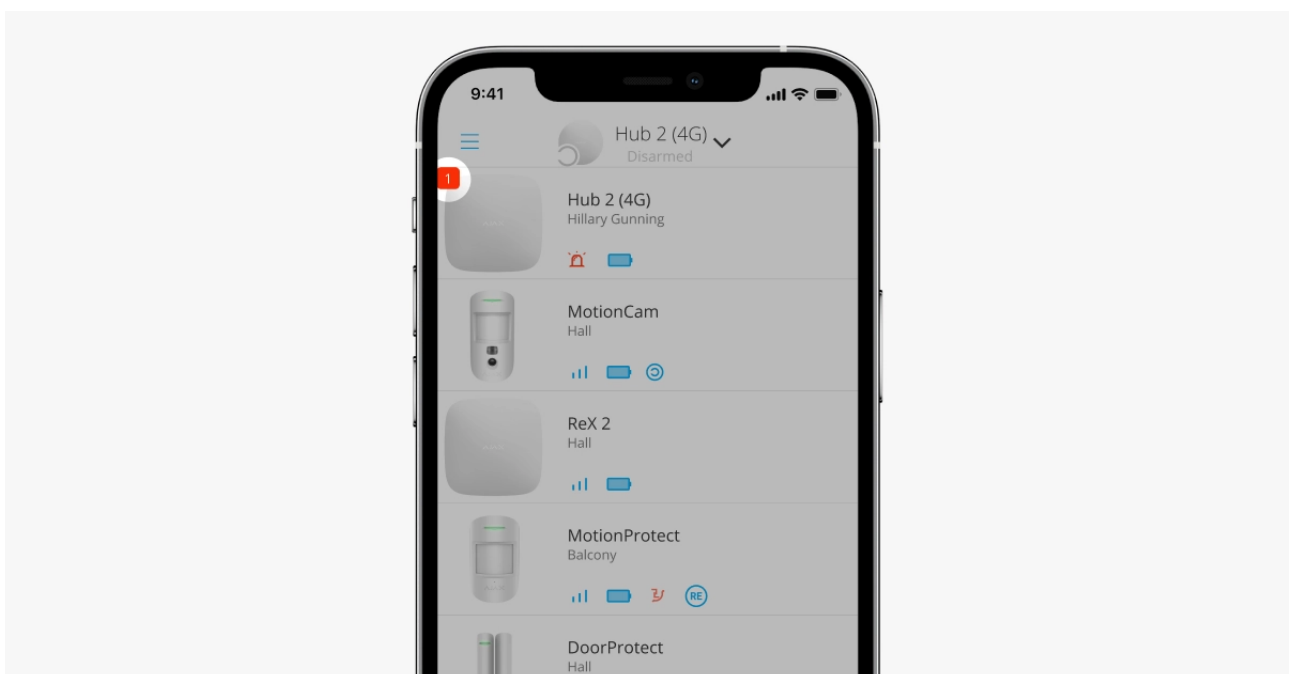 9:41
Hub 2 (4G)
Disarmed
1
Hub 2 (4G)
Hillary Gunning
MotionCam
Hall
ReX 2
Hall
MotionProtect
Balcony
RE
DoorProtect
Hall